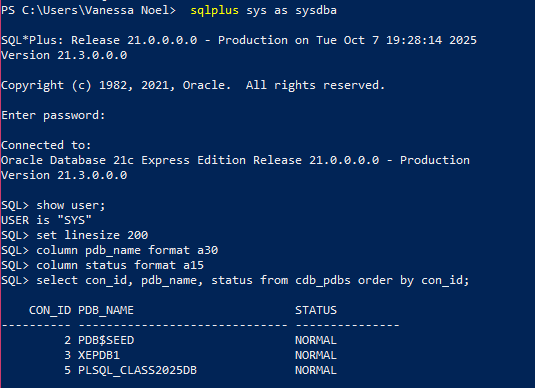 PS C:\Users\Vanessa Noel>  sqlplus sys as sysdba
SQL*Plus: Release 21.0.0.0.0 - Production on Tue Oct 7 19:28:14 2025
Version 21.3.0.0.0
Copyright (c) 1982, 2021, Oracle.  All rights reserved.
Enter password:
Connected to:
Oracle Database 21c Express Edition Release 21.0.0.0.0 - Production
Version 21.3.0.0.0
SQL> show user;
USER is "SYS"
SQL> set linesize 200
SQL> column pdb_name format a30
SQL> column status format a15
SQL> select con_id, pdb_name, status from cdb_pdbs order by con_id;
    CON_ID PDB_NAME                       STATUS
---------- ------------------------------ ---------------
         2 PDB$SEED                       NORMAL
         3 XEPDB1                         NORMAL
         5 PLSQL_CLASS2025DB              NORMAL